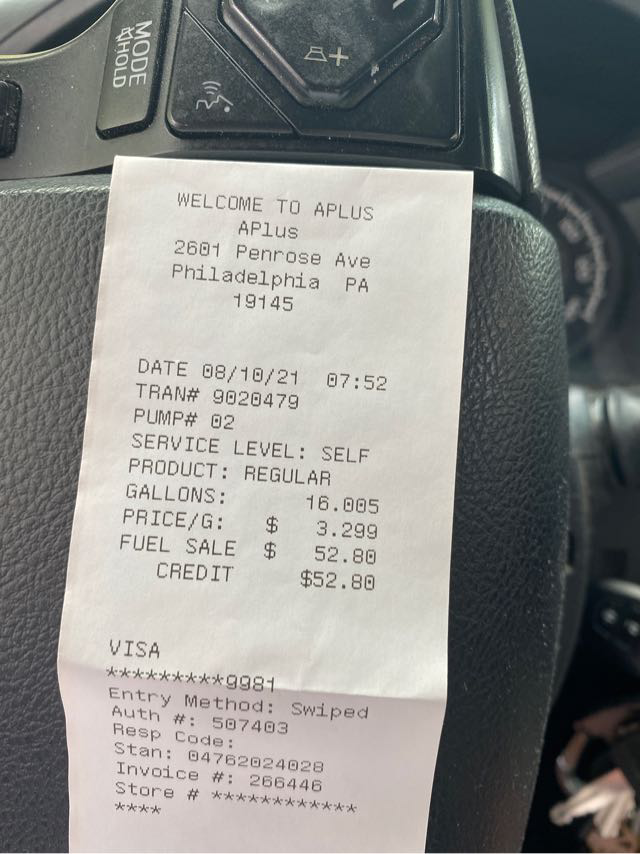 MODE
HOLD
+
WELCOME TO APLUS
APlus
2601 Penrose Ave
Philadelphia PA
19145
DATE 08/10/21 07:52
TRAN# 9020479
PUMP# 02
SERVICE LEVEL: SELF
PRODUCT: REGULAR
GALLONS: 16.005
PRICE/G: $ 3.299
FUEL SALE $ 52.80
CREDIT $52.80
VISA
*********9981
Entry Method: Swiped
Auth #: 507403
Resp Code:
Stan: 04762024028
Invoice #: 266446
Store # ************
****